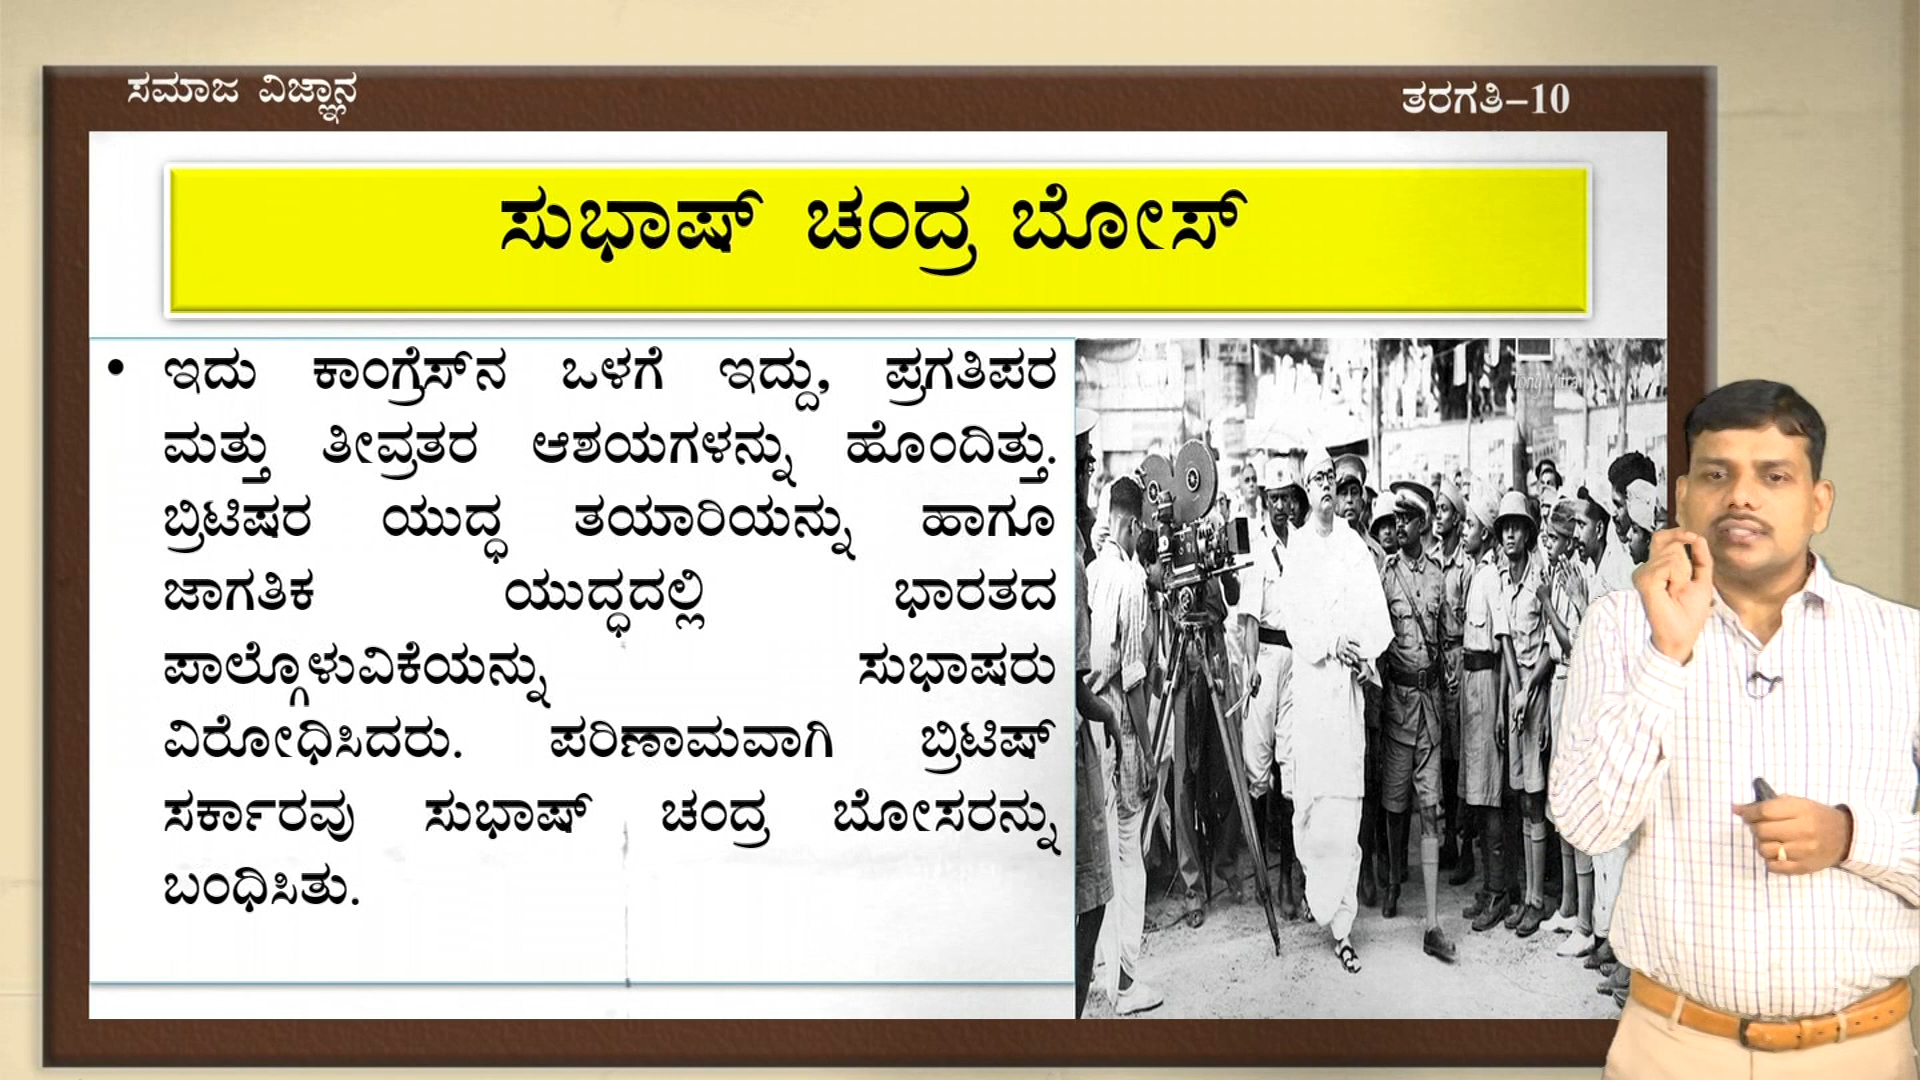 ಸಮಾಜ ವಿಜ್ಞಾನ
ತರಗತಿ–10
ಸುಭಾಷ್ ಚಂದ್ರ ಬೋಸ್
• ಇದು ಕಾಂಗ್ರೆಸ್‌ನ ಒಳಗೆ ಇದ್ದು, ಪ್ರಗತಿಪರ
ಮತ್ತು ತೀವ್ರತರ ಆಶಯಗಳನ್ನು ಹೊಂದಿತ್ತು.
ಬ್ರಿಟಿಷರ ಯುದ್ಧ ತಯಾರಿಯನ್ನು ಹಾಗೂ
ಜಾಗತಿಕ ಯುದ್ಧದಲ್ಲಿ ಭಾರತದ
ಪಾಲ್ಗೊಳುವಿಕೆಯನ್ನು ಸುಭಾಷರು
ವಿರೋಧಿಸಿದರು. ಪರಿಣಾಮವಾಗಿ ಬ್ರಿಟಿಷ್
ಸರ್ಕಾರವು ಸುಭಾಷ್ ಚಂದ್ರ ಬೋಸರನ್ನು
ಬಂಧಿಸಿತು.